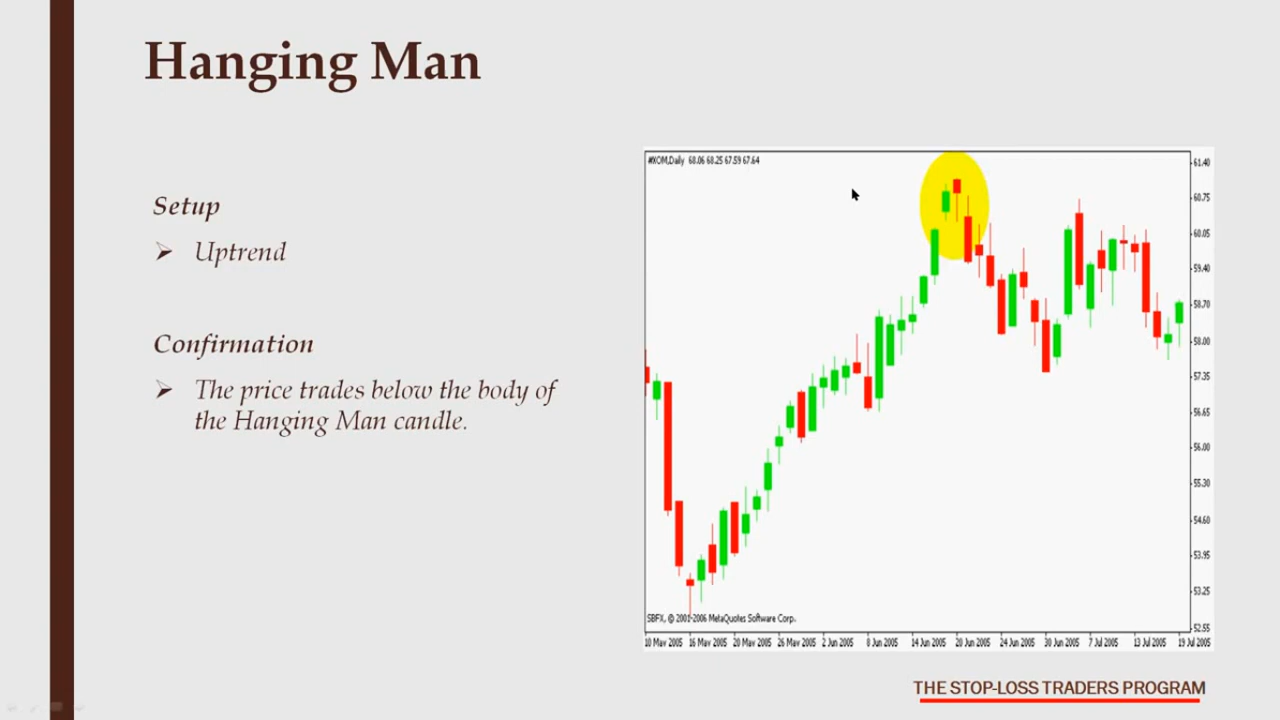 Hanging Man
Setup
Uptrend
Confirmation
The price trades below the body of
the Hanging Man candle.
#XOM,Daily 68.06 68.25 67.59 67.64
61.40
60.75
60.05
59.40
58.70
58.00
57.35
56.65
56.00
55.30
54.60
53.95
53.25
52.55
SBFX, © 2001-2006 MetaQuotes Software Corp.
10 May 2005 16 May 2005 20 May 2005 26 May 2005 2 Jun 2005 8 Jun 2005 14 Jun 2005 20 Jun 2005 24 Jun 2005 30 Jun 2005 7 Jul 2005 13 Jul 2005 19 Jul 2005
THE STOP-LOSS TRADERS PROGRAM